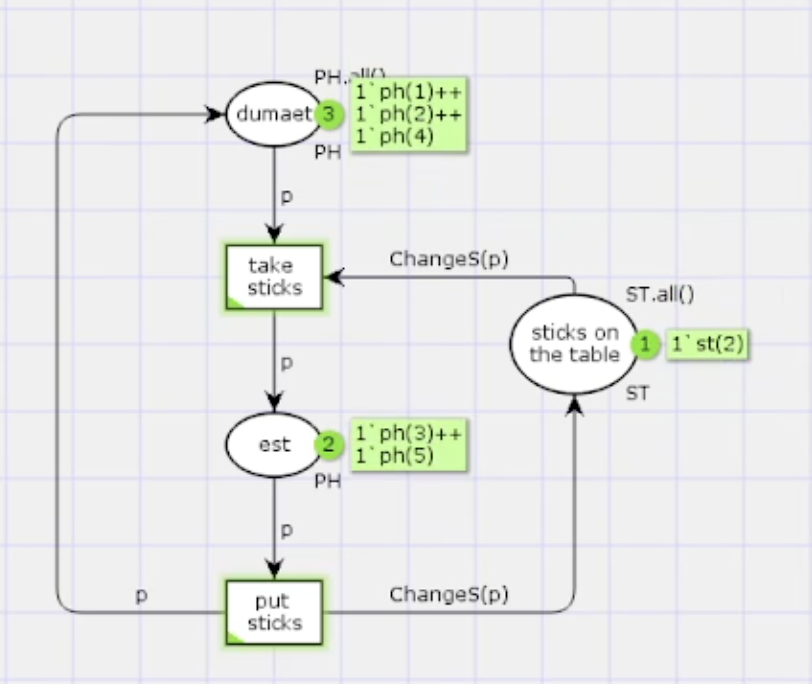 PH.all()
1`ph(1)++
dumaet 3 1`ph(2)++
1`ph(4)
PH
p
take
sticks
ChangeS(p)
ST.all()
sticks on
the table
1 1`st(2)
ST
p
est 2 1`ph(3)++
1`ph(5)
PH
p
p
put
sticks
ChangeS(p)